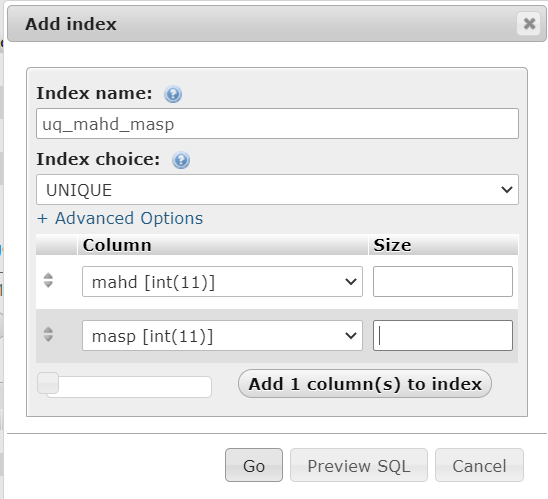 Add index
Index name:
uq_mahd_masp
Index choice:
UNIQUE
+ Advanced Options
Column Size
mahd [int(11)]
masp [int(11)]
Add 1 column(s) to index
Go Preview SQL Cancel